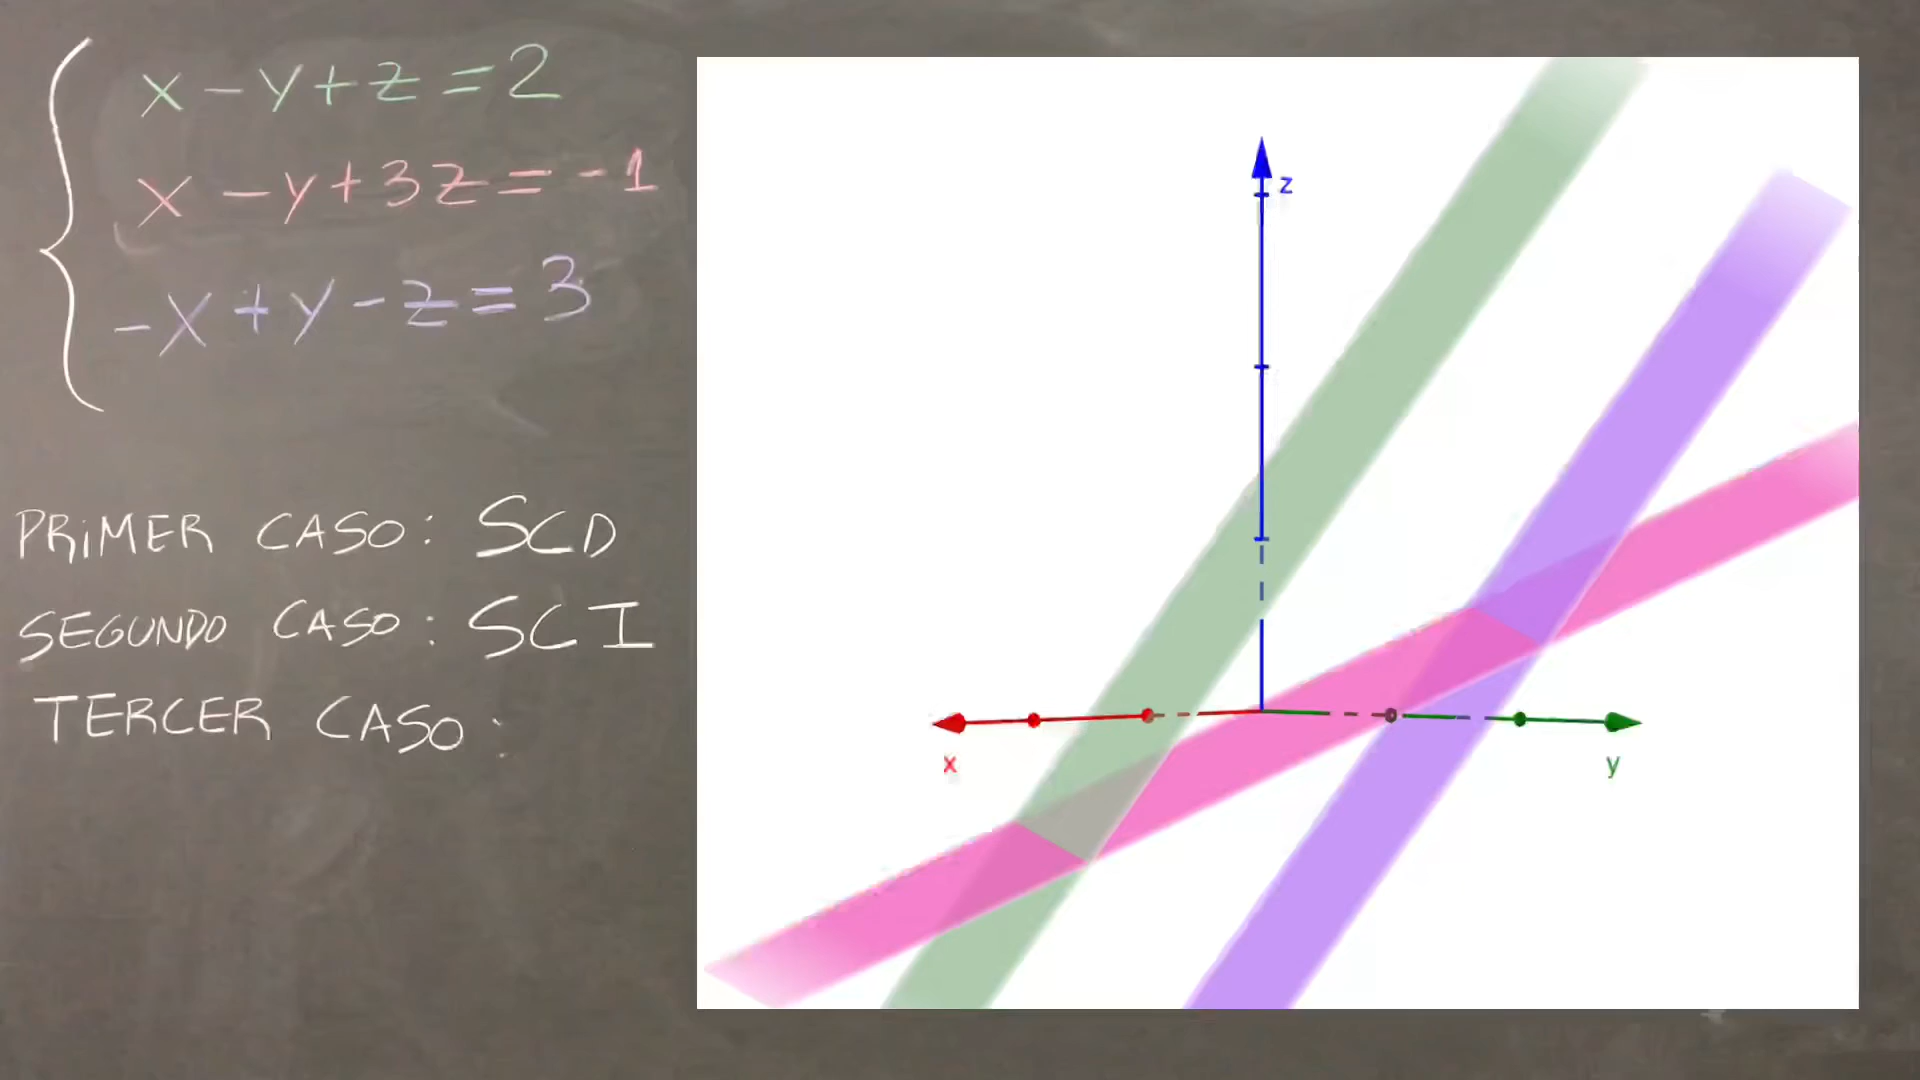 x - y + z = 2
x - y + 3z = -1
-x + y - z = 3
PRiMER CASO: SCD
SEGUNDO CASO: SCI
TERCER CASO:
z
x
y